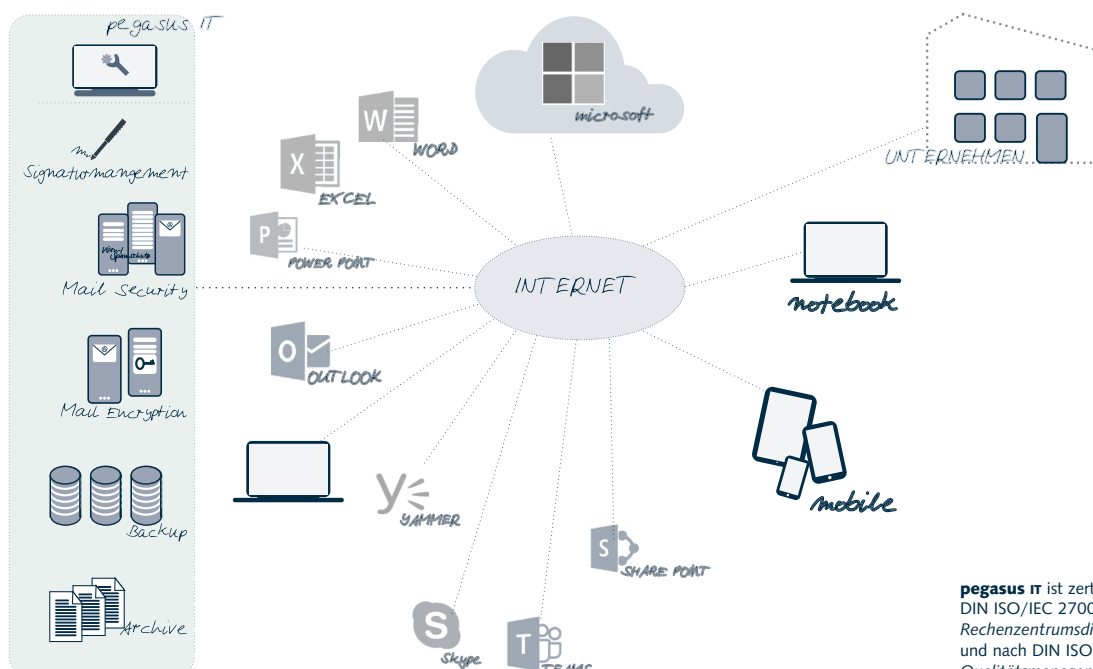 pegasus IT
microsoft
W
WORD
Signaturmangement
X
EXCEL
UNTERNEHMEN
P
POWER POINT
INTERNET
Mail Security
notebook
O
OUTLOOK
Mail Encryption
YAMMER
mobile
Backup
S
SHARE POINT
pegasus IT ist zert
DIN ISO/IEC 2700
Rechenzentrumsdi
und nach DIN ISO
Archive
S
Skype
T